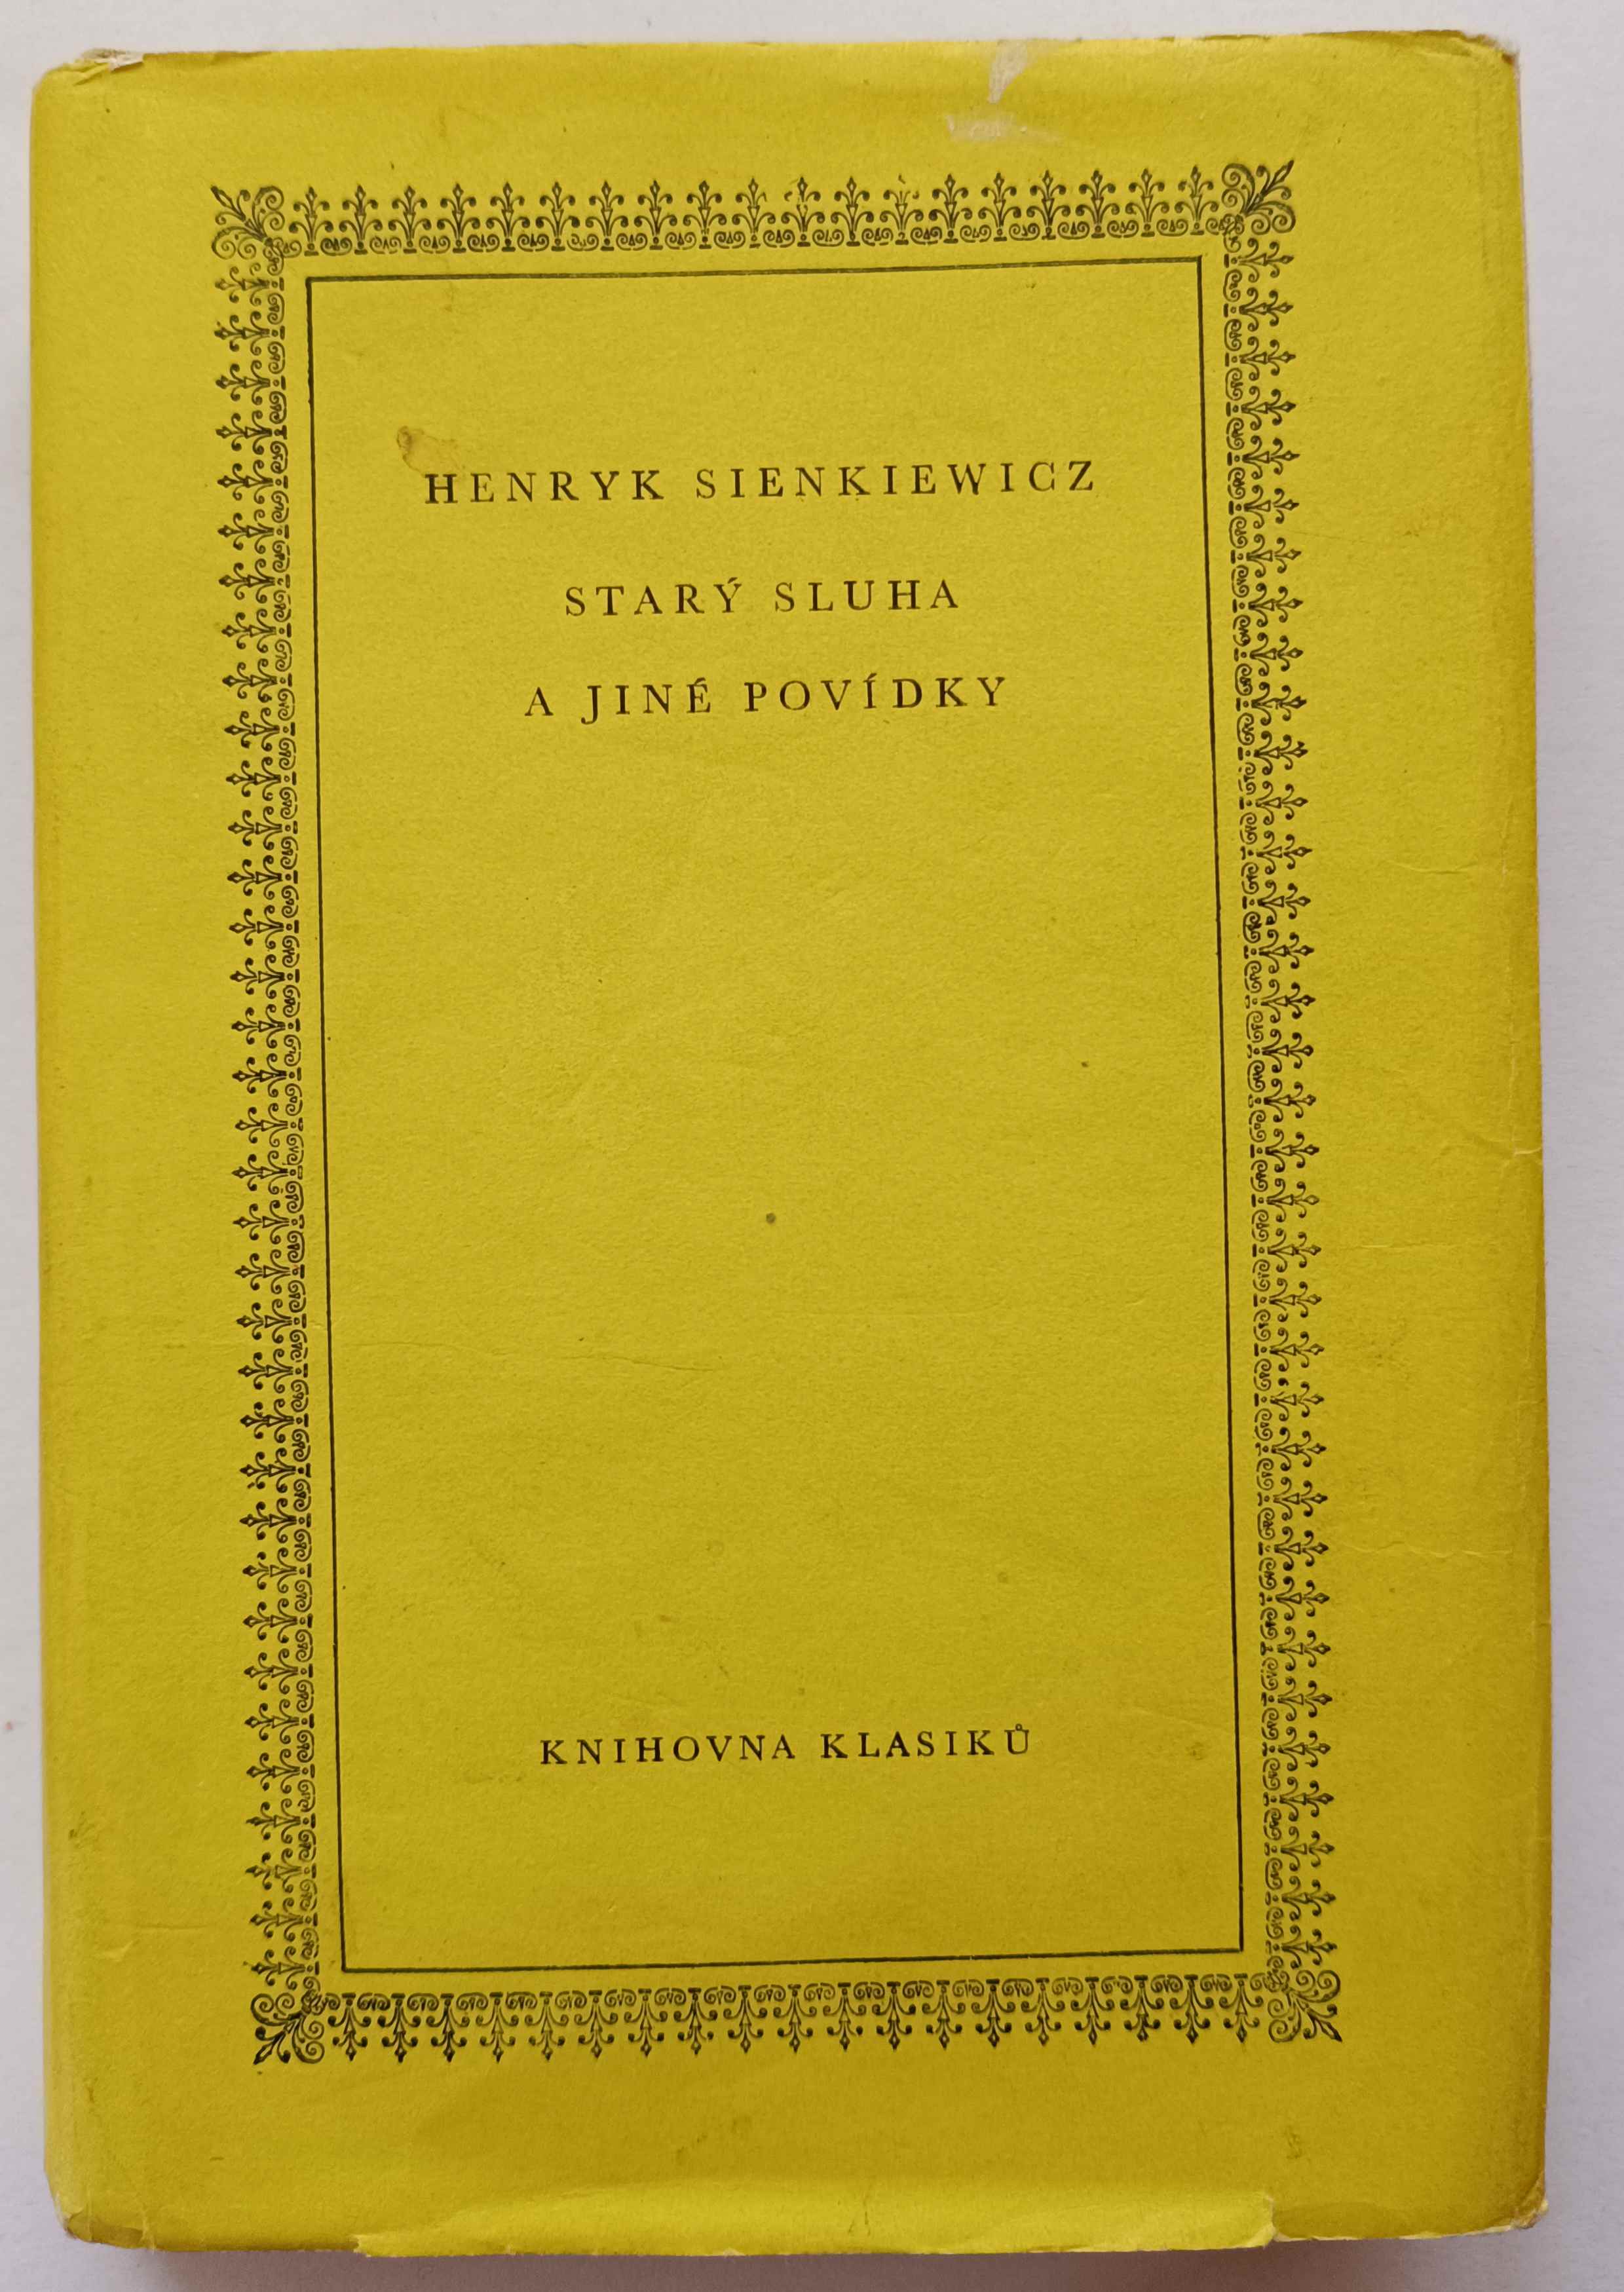 HENRYK SIENKIEWICZ
STARÝ SLUHA
A JINÉ POVÍDKY
KNIHOVNA KLASIKŮ